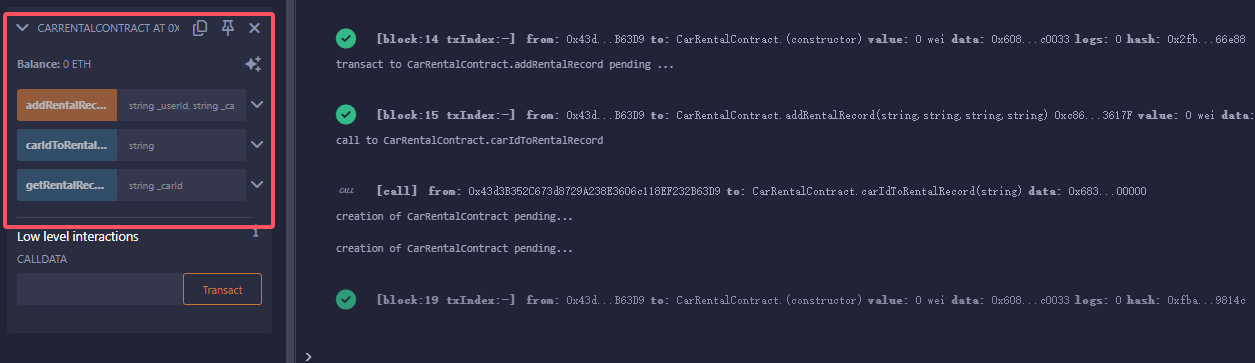 CARRENTALCONTRACT AT 0X
Balance: 0 ETH
addRentalRec... string _userId, string _ca
carIdToRental... string
getRentalRec... string _carId
Low level interactions
i
CALLDATA
Transact
[block:14 txIndex:-] from: 0x43d...B63D9 to: CarRentalContract.(constructor) value: 0 wei data: 0x608...c0033 logs: 0 hash: 0x2fb...66e88
transact to CarRentalContract.addRentalRecord pending ...
[block:15 txIndex:-] from: 0x43d...B63D9 to: CarRentalContract.addRentalRecord(string,string,string,string) 0xc86...3617F value: 0 wei data:
call to CarRentalContract.carIdToRentalRecord
CALL [call] from: 0x43d3B352C673d8729A238E3606c118EF232B63D9 to: CarRentalContract.carIdToRentalRecord(string) data: 0x683...00000
creation of CarRentalContract pending...
creation of CarRentalContract pending...
[block:19 txIndex:-] from: 0x43d...B63D9 to: CarRentalContract.(constructor) value: 0 wei data: 0x608...c0033 logs: 0 hash: 0xfba...9814c
>